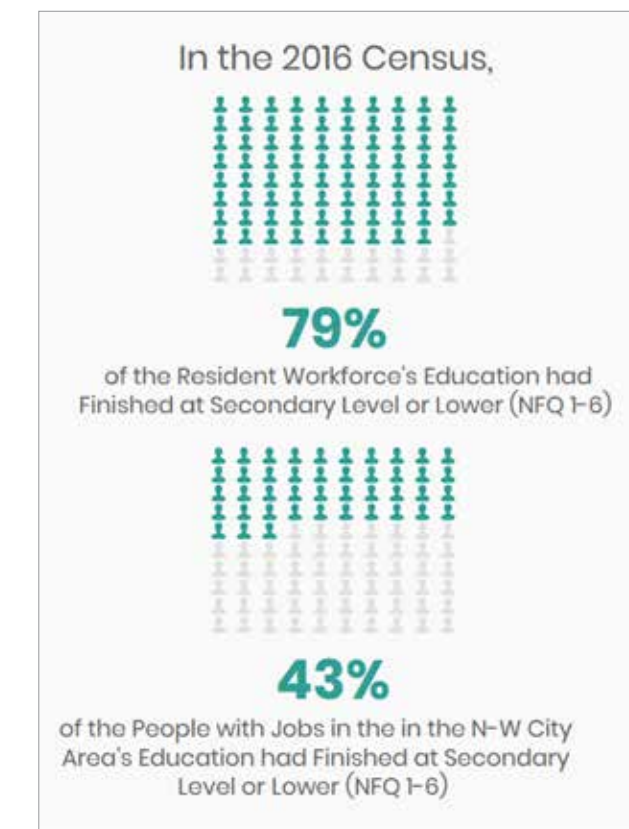 In the 2016 Census,
79%
of the Resident Workforce's Education had
Finished at Secondary Level or Lower (NFQ 1-6)
43%
of the People with Jobs in the in the N-W City
Area's Education had Finished at Secondary
Level or Lower (NFQ 1-6)